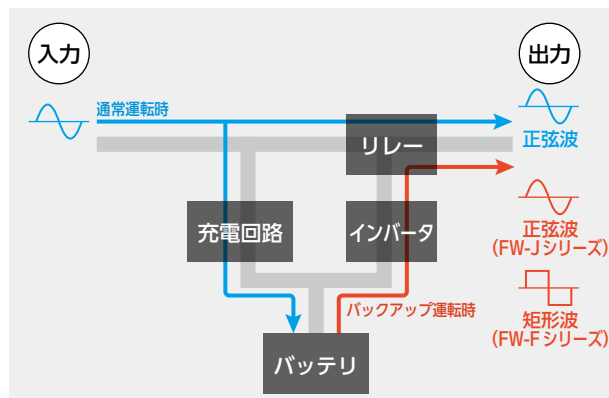 入力
出力
通常運転時
正弦波
リレー
充電回路
インバータ
正弦波
(FW-Jシリーズ)
バックアップ運転時
矩形波
(FW-Fシリーズ)
バッテリ